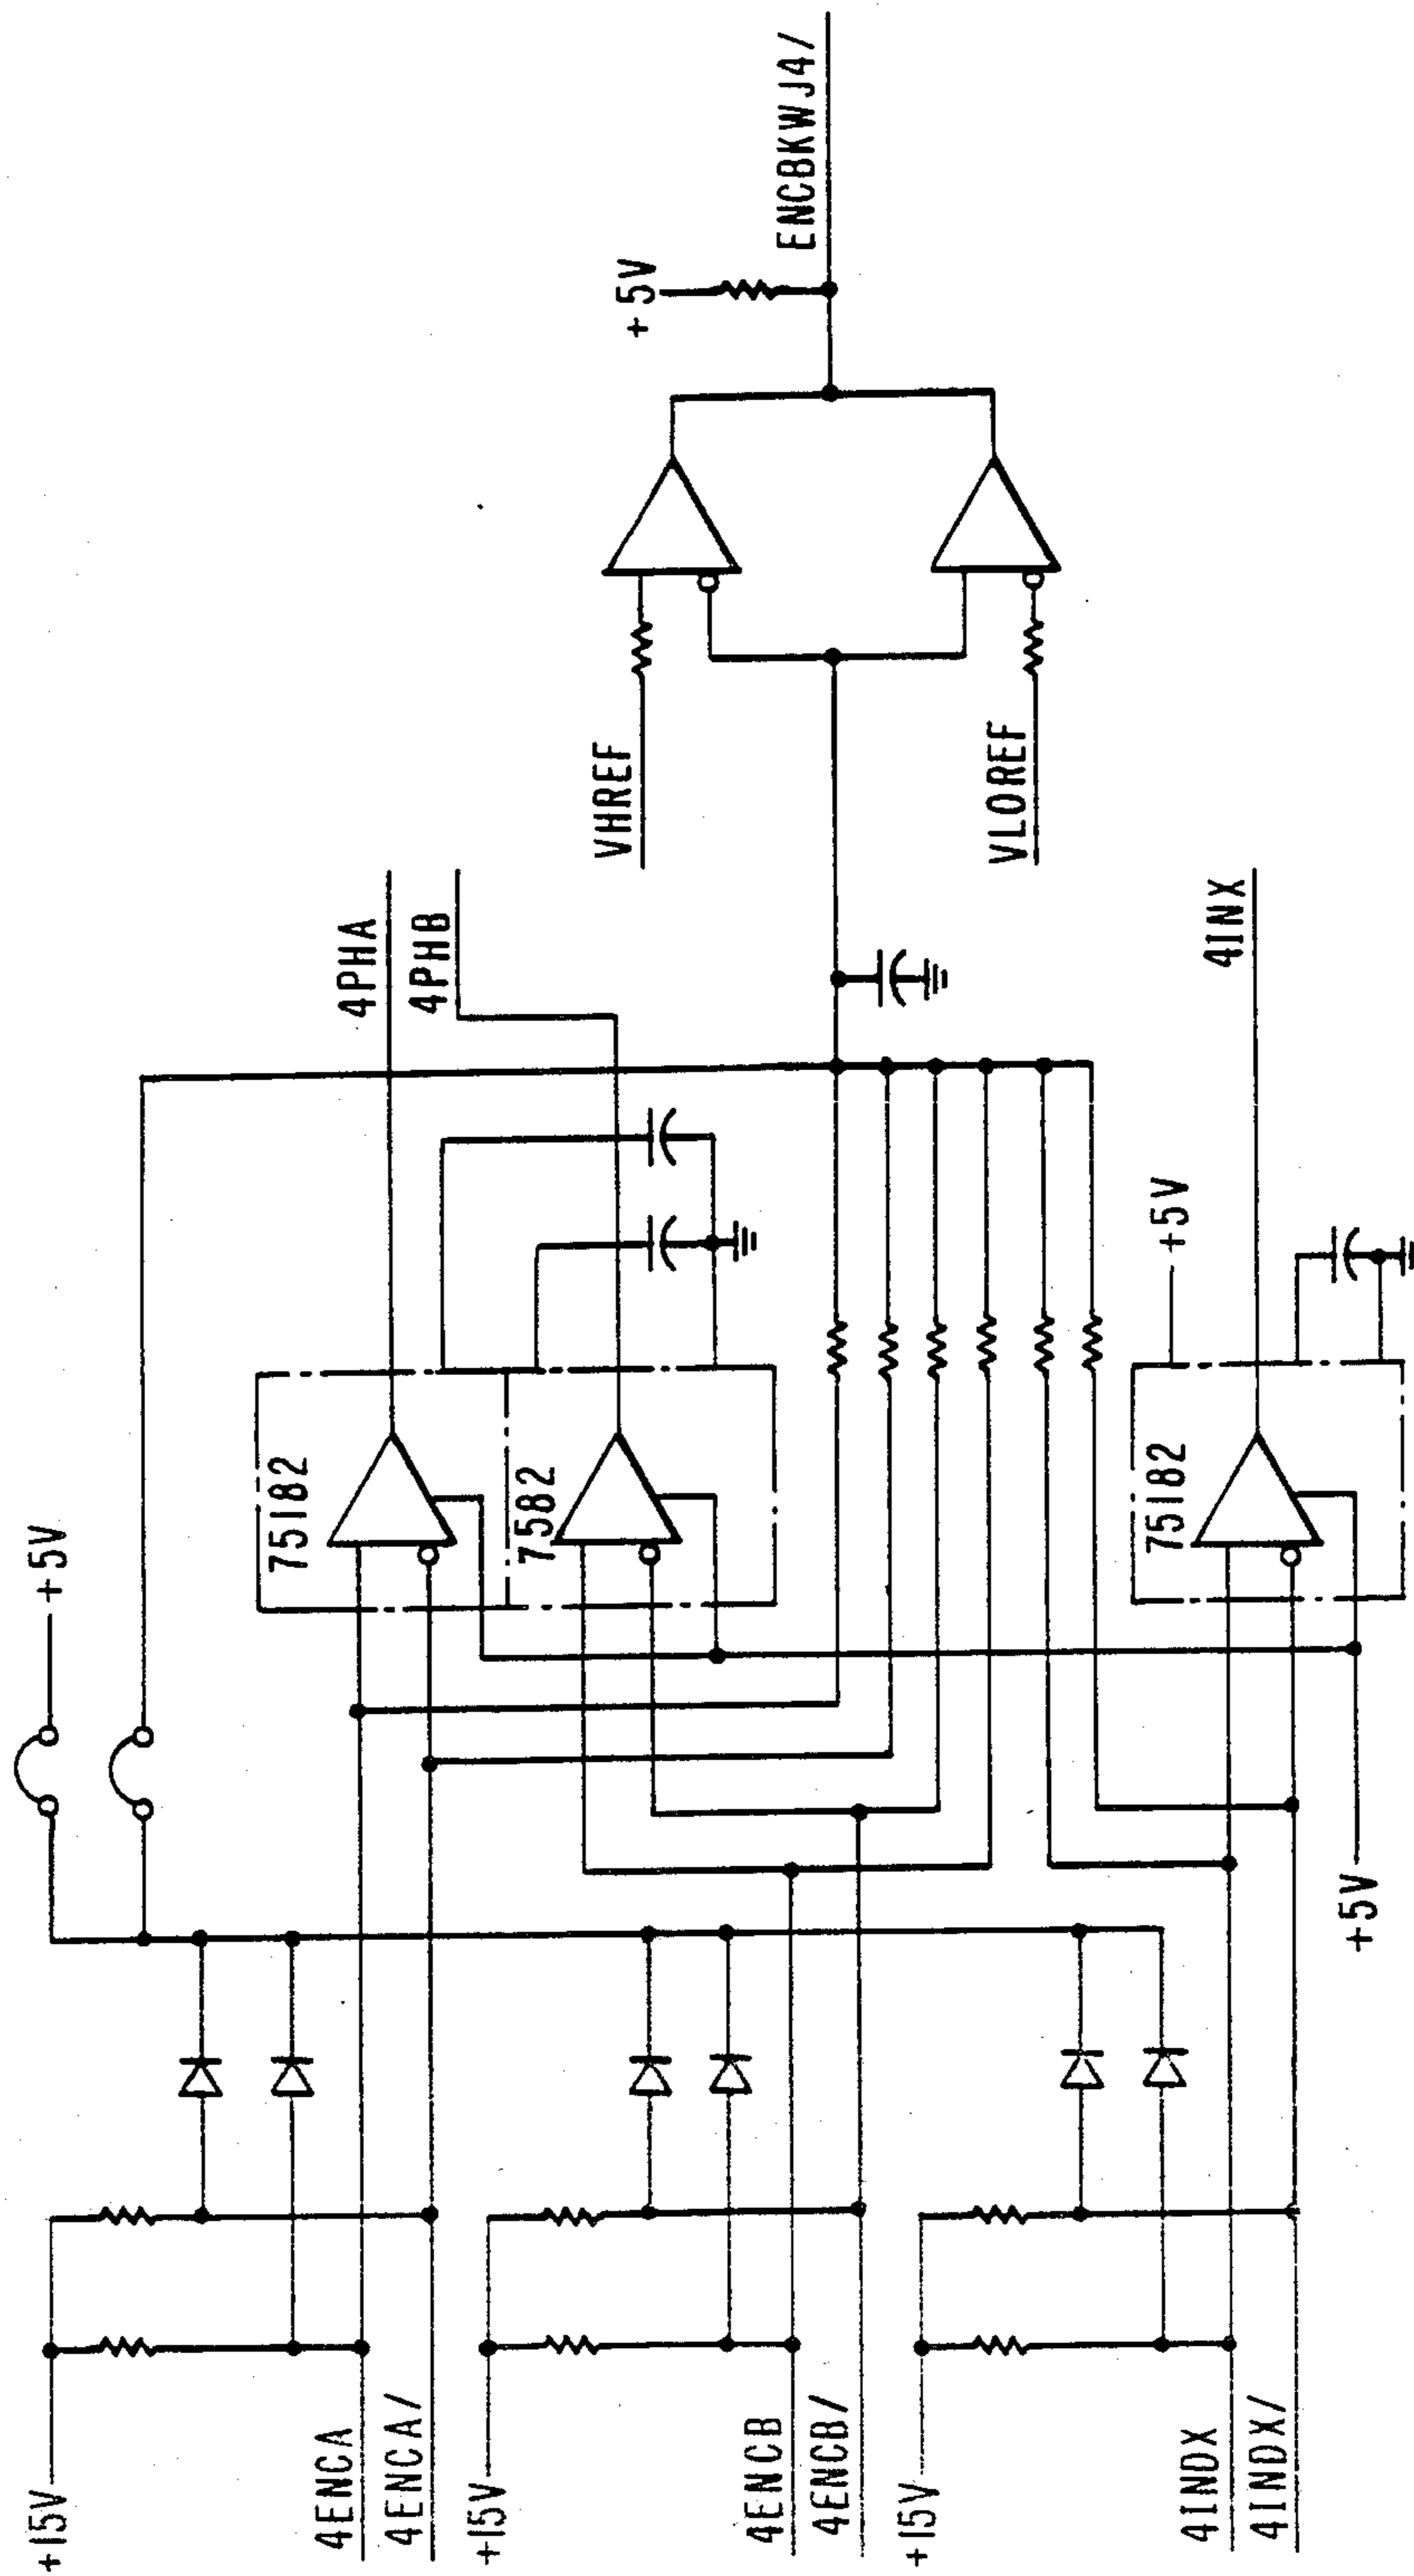 +15V
4ENCA
4ENCA/
+15V
4ENCB
4ENCB/
+15V
4INDX
4INDX/
+5V
75182
7582
75182
+5V
+5V
4PHA
4PHB
4INX
VHREF
VLOREF
+5V
ENCBKWJ4/